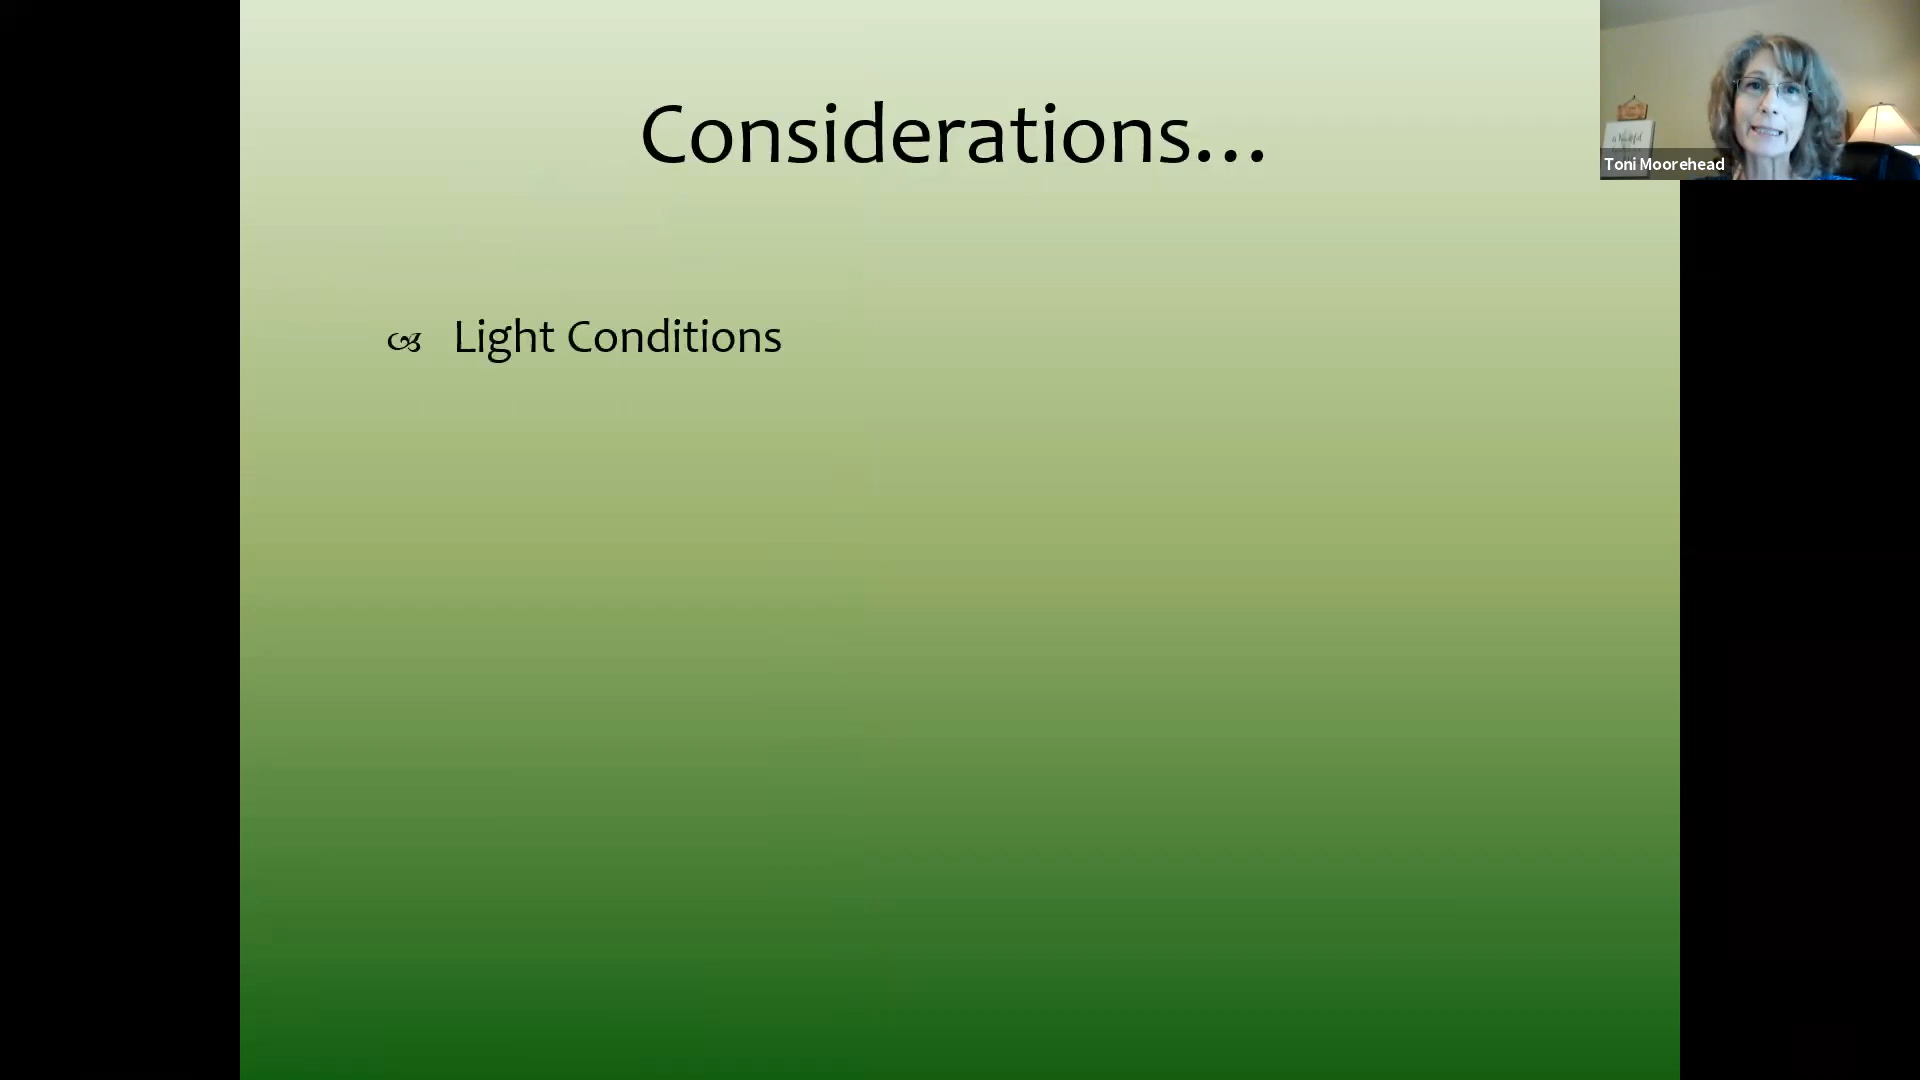 Considerations...
Light Conditions
Toni Moorehead